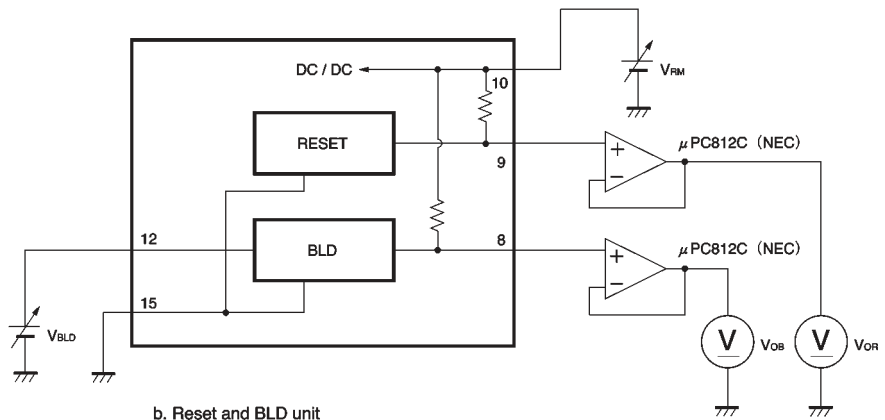 DC / DC
10
VRM
RESET
9
μPC812C (NEC)
12
BLD
8
μPC812C (NEC)
15
VBLD
+
−
+
−
V
VOB
V
VOR
b. Reset and BLD unit